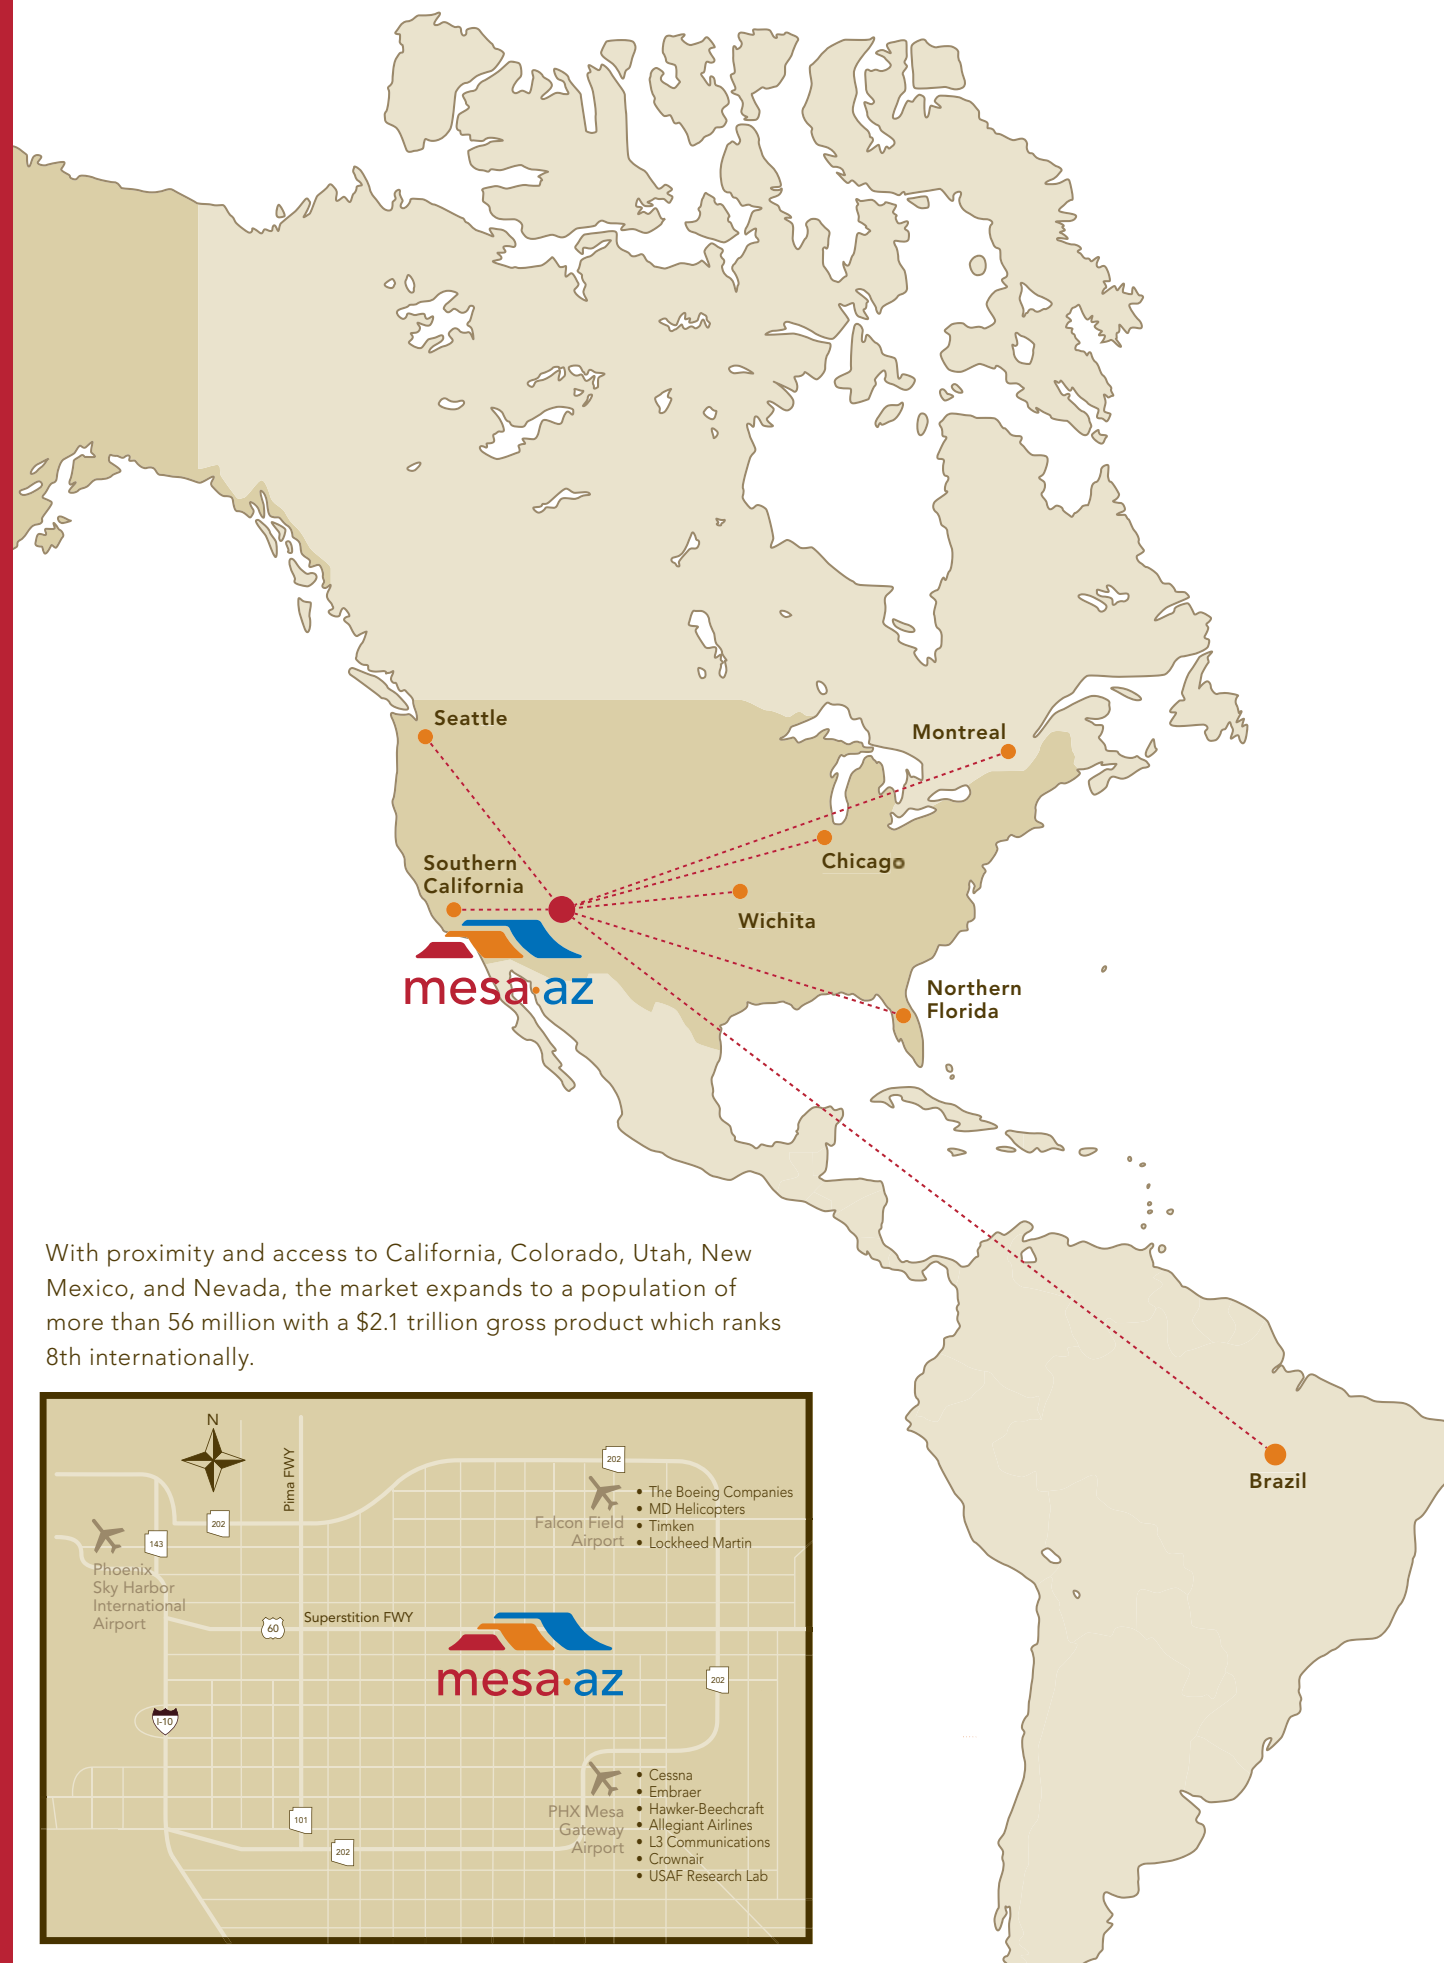 Seattle
Montreal
Chicago
Southern
California
Wichita
mesa·az
Northern
Florida
With proximity and access to California, Colorado, Utah, New
Mexico, and Nevada, the market expands to a population of
more than 56 million with a $2.1 trillion gross product which ranks
8th internationally.
Brazil
N
Pima FWY
202
• The Boeing Companies
• MD Helicopters
• Timken
• Lockheed Martin
Falcon Field
Airport
202
143
Phoenix
Sky Harbor
International
Airport
60
Superstition FWY
mesa·az
202
I-10
• Cessna
• Embraer
• Hawker-Beechcraft
• Allegiant Airlines
• L3 Communications
• Crownair
• USAF Research Lab
PHX Mesa
Gateway
Airport
101
202